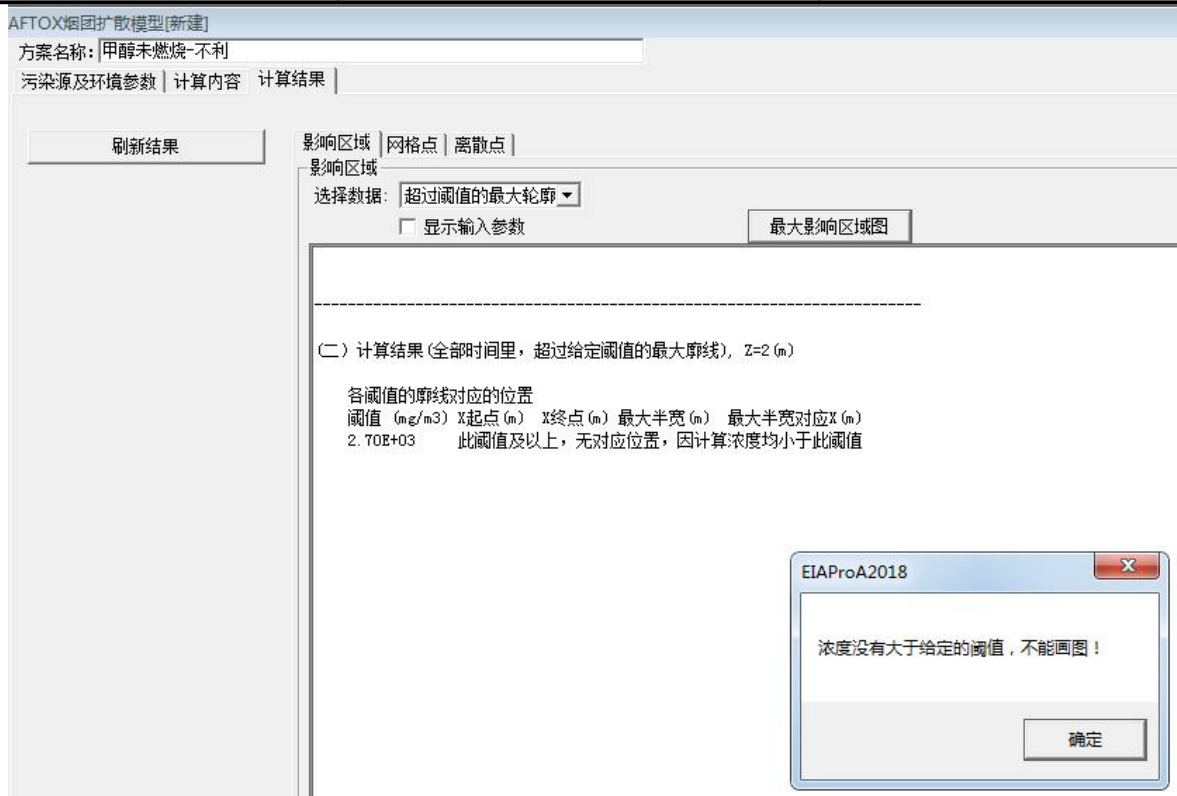 AFTOX烟团扩散模型[新建]
方案名称: 甲醇未燃烧-不利
污染源及环境参数 计算内容 计算结果
刷新结果
影响区域 网格点 离散点
影响区域
选择数据: 超过阈值的最大轮廓
显示输入参数 最大影响区域图
-----------------------------------------------------------------------
(二) 计算结果(全部时间里，超过给定阈值的最大廓线), Z=2(m)
各阈值的廓线对应的位置
阈值 (mg/m3) X起点(m) X终点(m) 最大半宽(m) 最大半宽对应X(m)
2.70E+03 此阈值及以上，无对应位置，因计算浓度均小于此阈值
EIAProA2018
浓度没有大于给定的阈值，不能画图！
确定